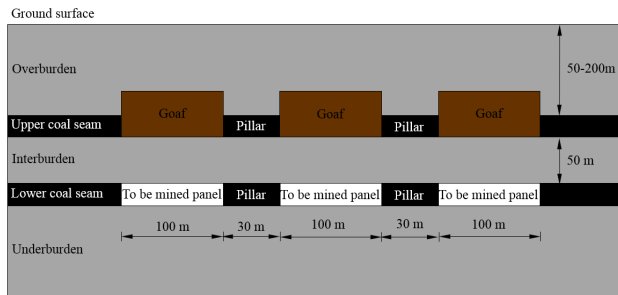 Ground surface
Overburden
50-200m
Goaf Goaf Goaf
Upper coal seam Pillar Pillar
Interburden
50 m
Lower coal seam To be mined panel Pillar To be mined panel Pillar To be mined panel
100 m 30 m 100 m 30 m 100 m
Underburden